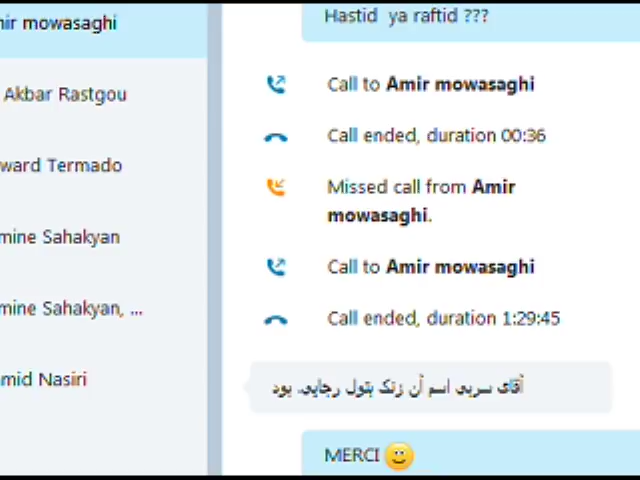 ir mowasaghi
Akbar Rastgou
ward Termado
mine Sahakyan
mine Sahakyan, ...
mid Nasiri
Hastid ya raftid ???
Call to Amir mowasaghi
Call ended, duration 00:36
Missed call from Amir
mowasaghi.
Call to Amir mowasaghi
Call ended, duration 1:29:45
آقای سربی اسم آن زنک بتول رجایی. بود
MERCI